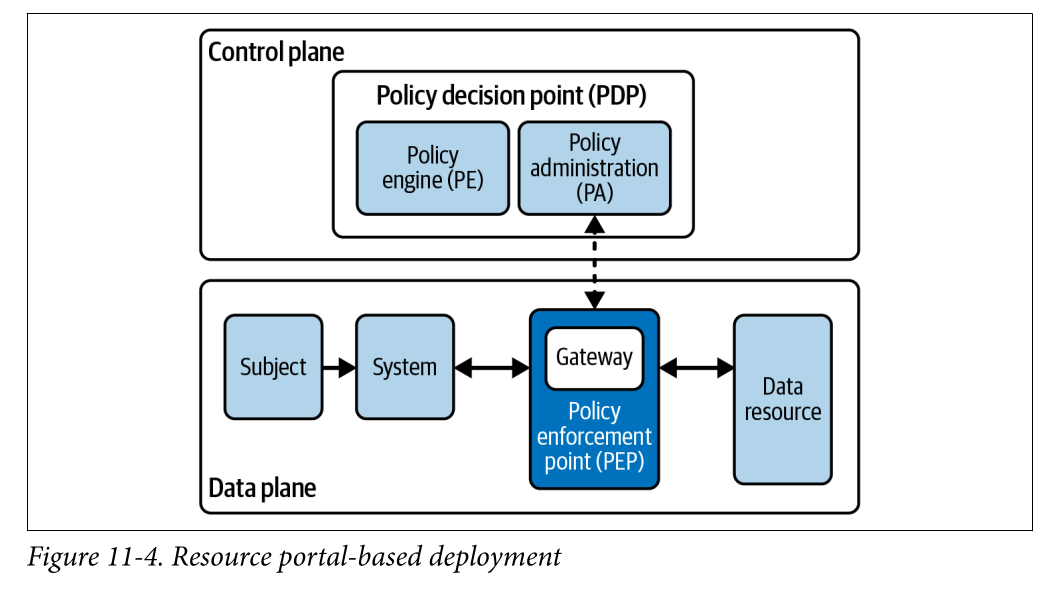 Control plane
Policy decision point (PDP)
Policy
engine (PE)
Policy
administration
(PA)
Subject
System
Gateway
Policy
enforcement
point (PEP)
Data
resource
Data plane
Figure 11-4. Resource portal-based deployment